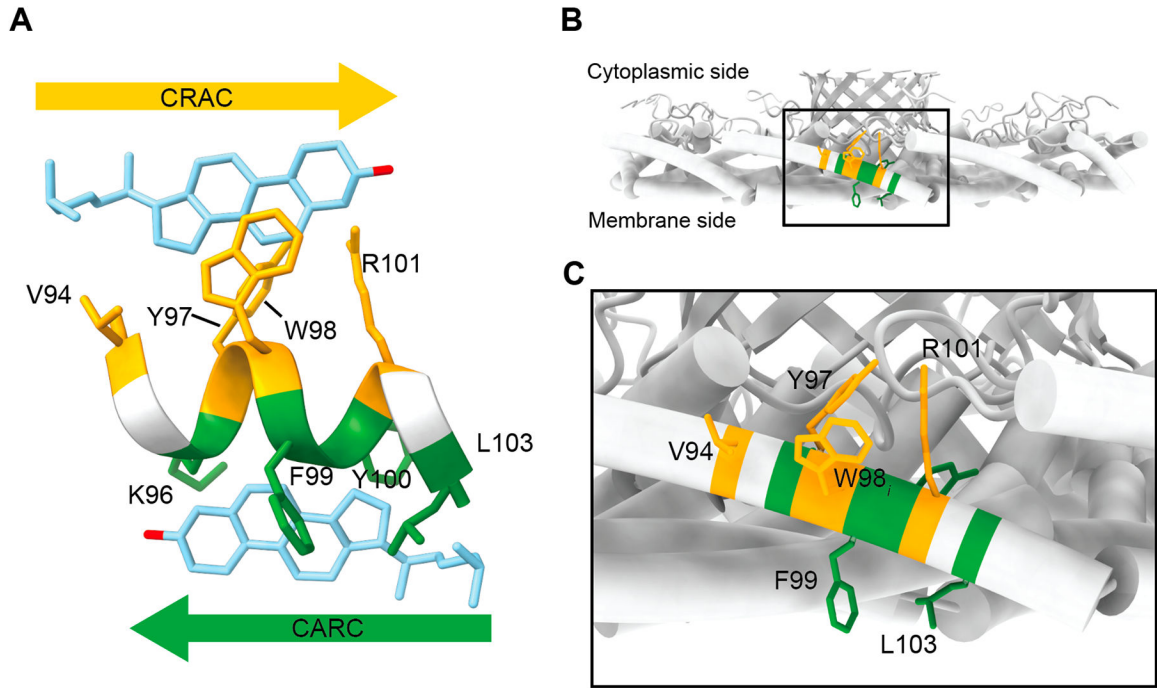 A
CRAC
V94
Y97
W98
R101
K96
F99
Y100
L103
CARC
B
Cytoplasmic side
Membrane side
C
Y97
R101
V94
W98i
F99
L103